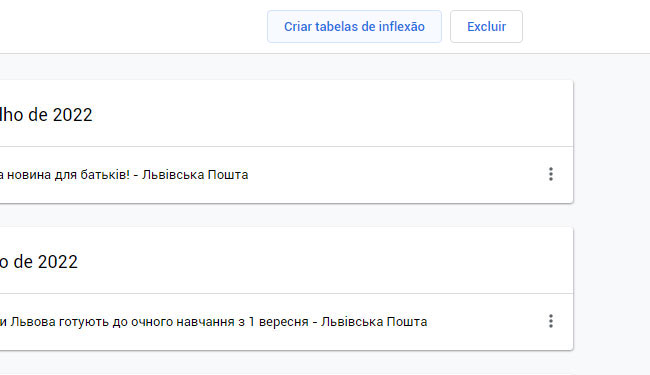 Criar tabelas de inflexão Excluir
lho de 2022
а новина для батьків! - Львівська Пошта
o de 2022
и Львова готують до очного навчання з 1 вересня - Львівська Пошта